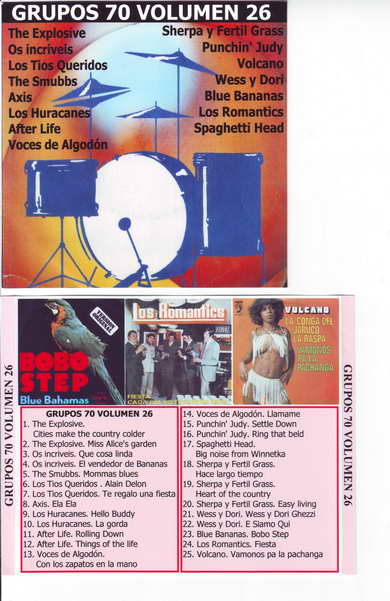 GRUPOS 70 VOLUMEN 26
The Explosive
Os incriveis
Los Tios Queridos
The Smubbs
Axis
Los Huracanes
After Life
Voces de Algodón
Sherpa y Fertil Grass
Punchin' Judy
Volcano
Wess y Dori
Blue Bananas
Los Romantics
Spaghetti Head
GRUPOS 70 VOLUMEN 26
BOBO
STEP
Blue Bahamas
Los Romantics
FIESTA
VULCANO
LA CONGA DEL
JARUCO
LA RASPA
VAMONOS
PA LA
PACHANGA
GRUPOS 70 VOLUMEN 26
GRUPOS 70 VOLUMEN 26
1. The Explosive.
Cities make the country colder
2. The Explosive. Miss Alice's garden
3. Os incriveis. Que cosa linda
4. Os increiveis. El vendedor de Bananas
5. The Smubbs. Mommas blues
6. Los Tios Queridos . Alain Delon
7. Los Tios Queridos. Te regalo una fiesta
8. Axis. Ela Ela
9. Los Huracanes. Hello Buddy
10. Los Huracanes. La gorda
11. After Life. Rolling Down
12. After Life. Things of the life
13. Voces de Algodón.
Con los zapatos en la mano
14. Voces de Algodón. Llamame
15. Punchin' Judy. Settle Down
16. Punchin' Judy. Ring that beld
17. Spaghetti Head.
Big noise from Winnetka
18. Sherpa y Fertil Grass.
Hace largo tiempo
19. Sherpa y Fertil Grass.
Heart of the country
20. Sherpa y Fertil Grass. Easy living
21. Wess y Dori. Wess y Dori Ghezzi
22. Wess y Dori. E Siamo Qui
23. Blue Bananas. Bobo Step
24. Los Romantics. Fiesta
25. Volcano. Vamonos pa la pachanga